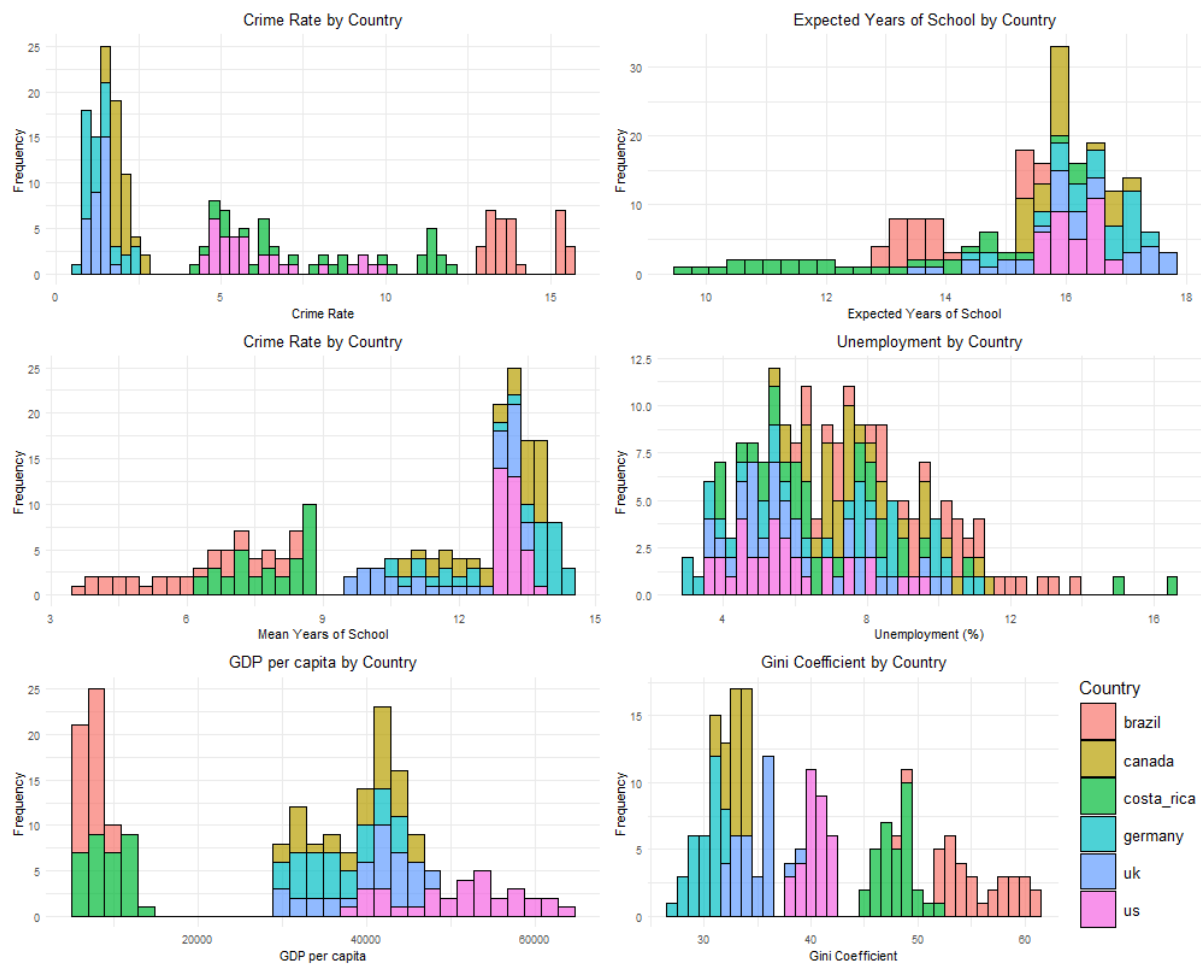 Crime Rate by Country
25
20
15
10
5
0
Frequency
0 5 10 15
Crime Rate
Expected Years of School by Country
30
20
10
0
Frequency
10 12 14 16 18
Expected Years of School
Crime Rate by Country
25
20
15
10
5
0
Frequency
3 6 9 12 15
Mean Years of School
Unemployment by Country
12.5
10.0
7.5
5.0
2.5
0.0
Frequency
4 8 12 16
Unemployment (%)
GDP per capita by Country
25
20
15
10
5
0
Frequency
20000 40000 60000
GDP per capita
Gini Coefficient by Country
15
10
5
0
Frequency
30 40 50 60
Gini Coefficient
Country
brazil
canada
costa_rica
germany
uk
us